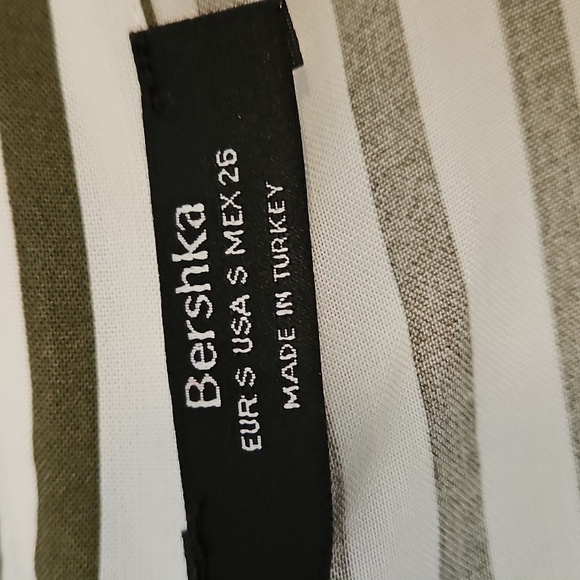 Bershka
EUR S USA S MEX 26
MADE IN TURKEY